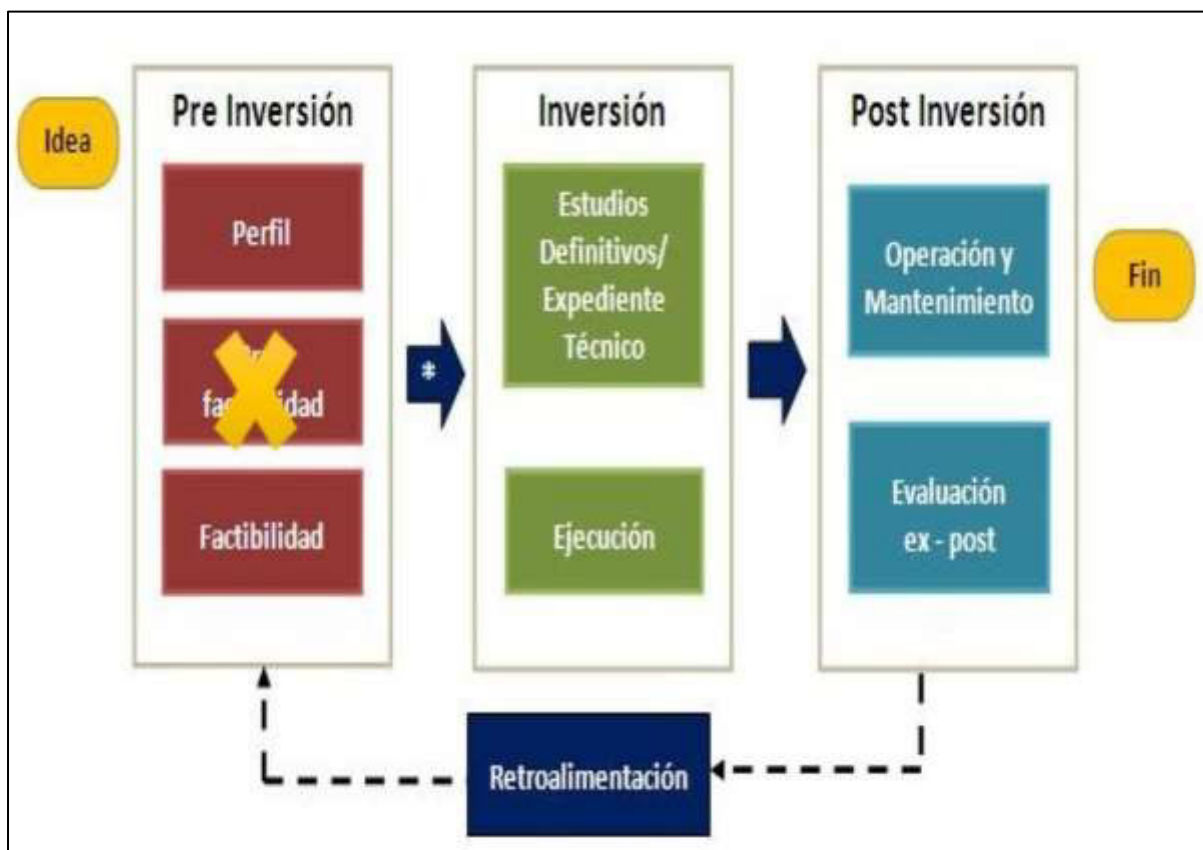 Idea
Pre Inversión
Perfil
Factibilidad
*
Inversión
Estudios
Definitivos/
Expediente
Técnico
Ejecución
Post Inversión
Operación y
Mantenimiento
Evaluación
ex - post
Fin
Retroalimentación